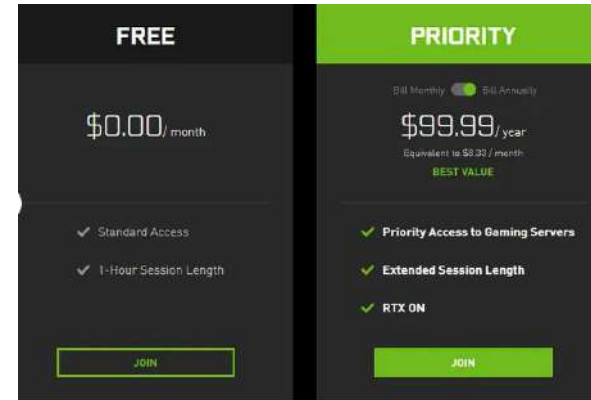 FREE
$0.00/ month
Standard Access
1-Hour Session Length
JOIN
PRIORITY
Bill Monthly Bill Annually
$99.99/ year
Equivalent to $8.33 / month
BEST VALUE
Priority Access to Gaming Servers
Extended Session Length
RTX ON
JOIN